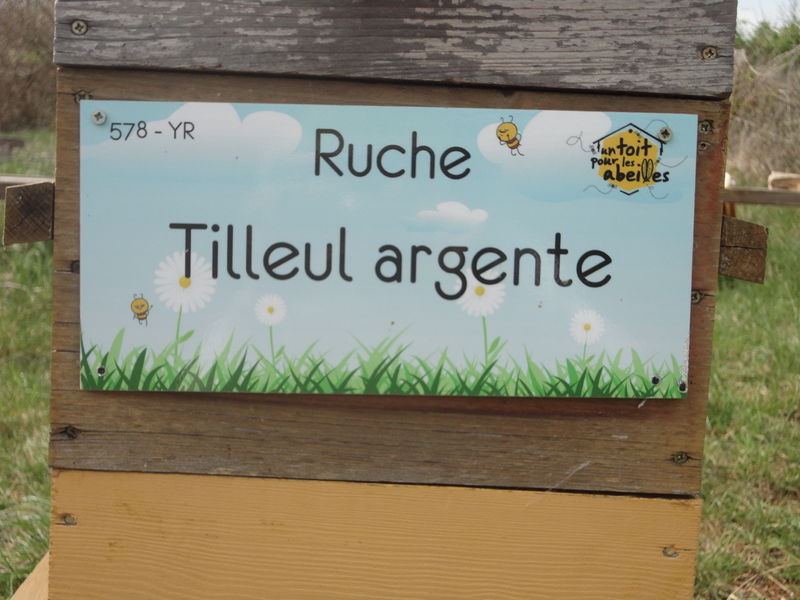 578 - YR
Ruche
un toit
pour les
abeilles
Tilleul argente